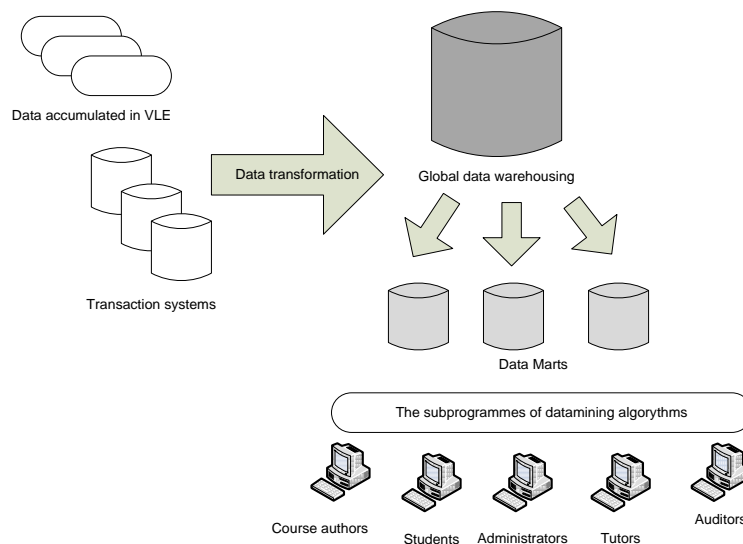 Data accumulated in VLE
Data transformation
Global data warehousing
Transaction systems
Data Marts
The subprogrammes of datamining algorythms
Course authors
Students
Administrators
Tutors
Auditors